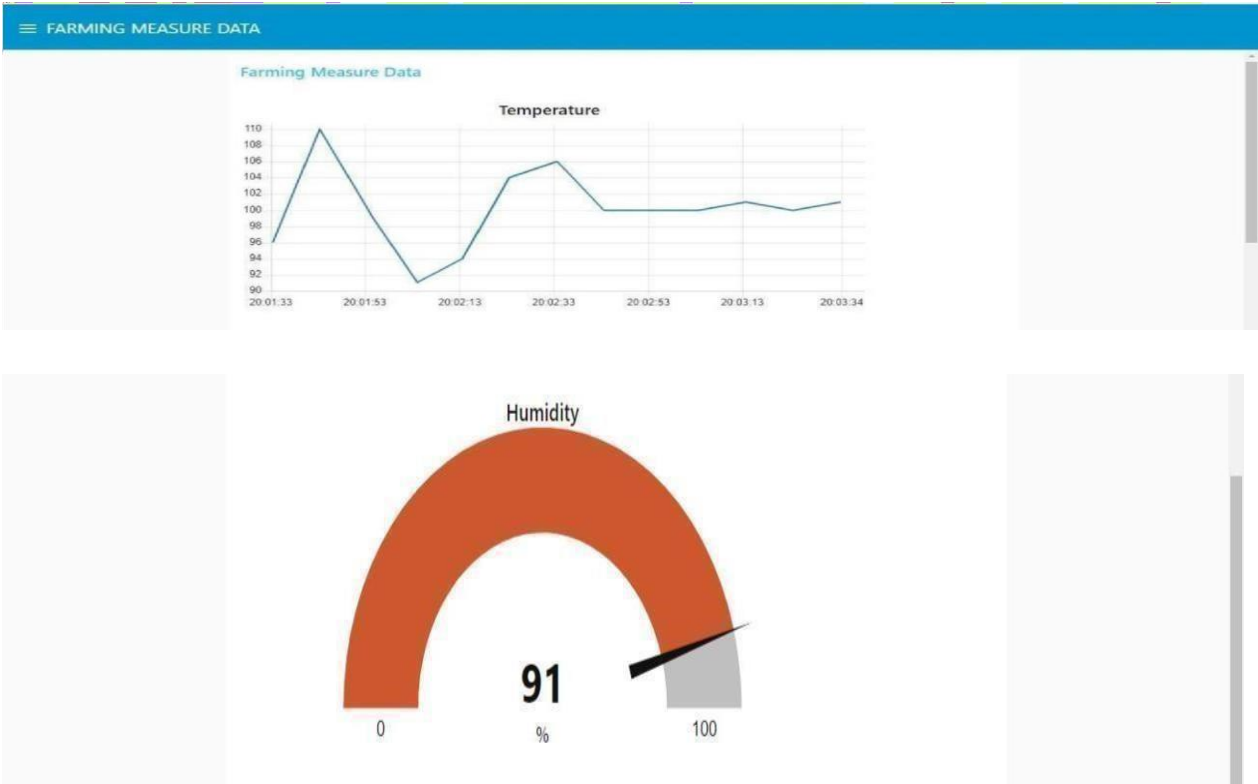 FARMING MEASURE DATA
Farming Measure Data
Temperature
110
108
106
104
102
100
98
96
94
92
90
20:01:33 20:01:53 20:02:13 20:02:33 20:02:53 20:03:13 20:03:34
Humidity
91
0 % 100